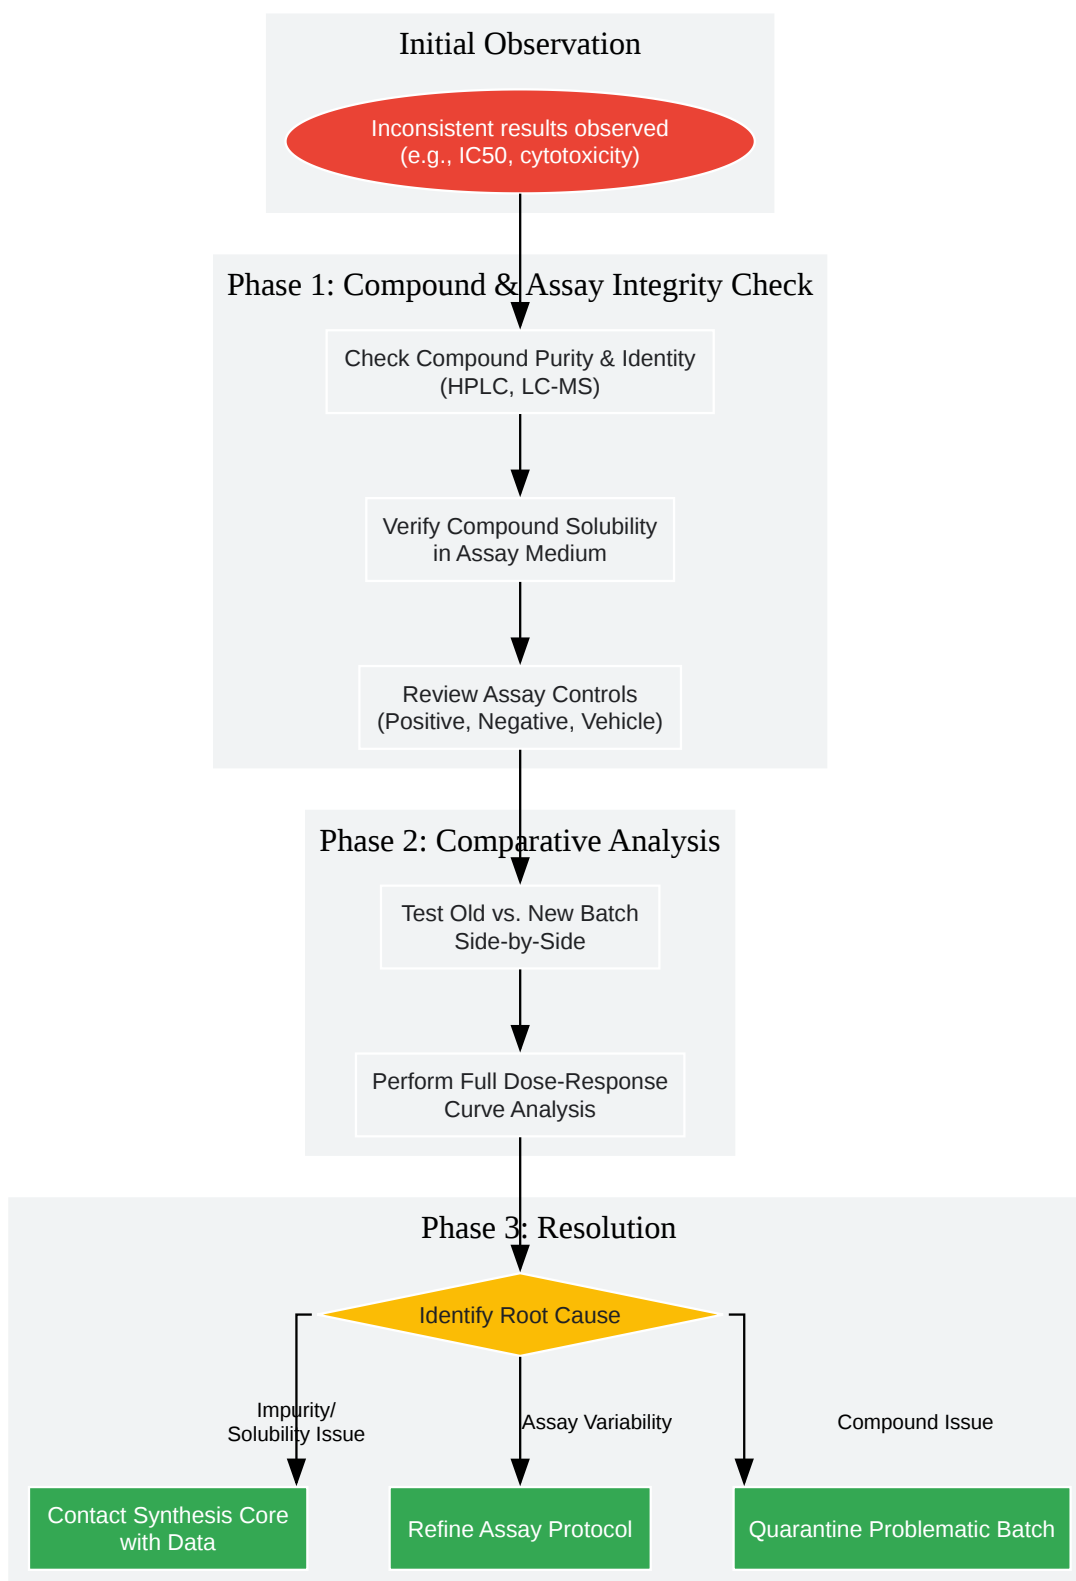 Initial Observation
Inconsistent results observed
(e.g., IC50, cytotoxicity)
Phase 1: Compound & Assay Integrity Check
Check Compound Purity & Identity
(HPLC, LC-MS)
Verify Compound Solubility
in Assay Medium
Review Assay Controls
(Positive, Negative, Vehicle)
Phase 2: Comparative Analysis
Test Old vs. New Batch
Side-by-Side
Perform Full Dose-Response
Curve Analysis
Phase 3: Resolution
Identify Root Cause
Impurity/
Solubility Issue
Assay Variability
Compound Issue
Contact Synthesis Core
with Data
Refine Assay Protocol
Quarantine Problematic Batch